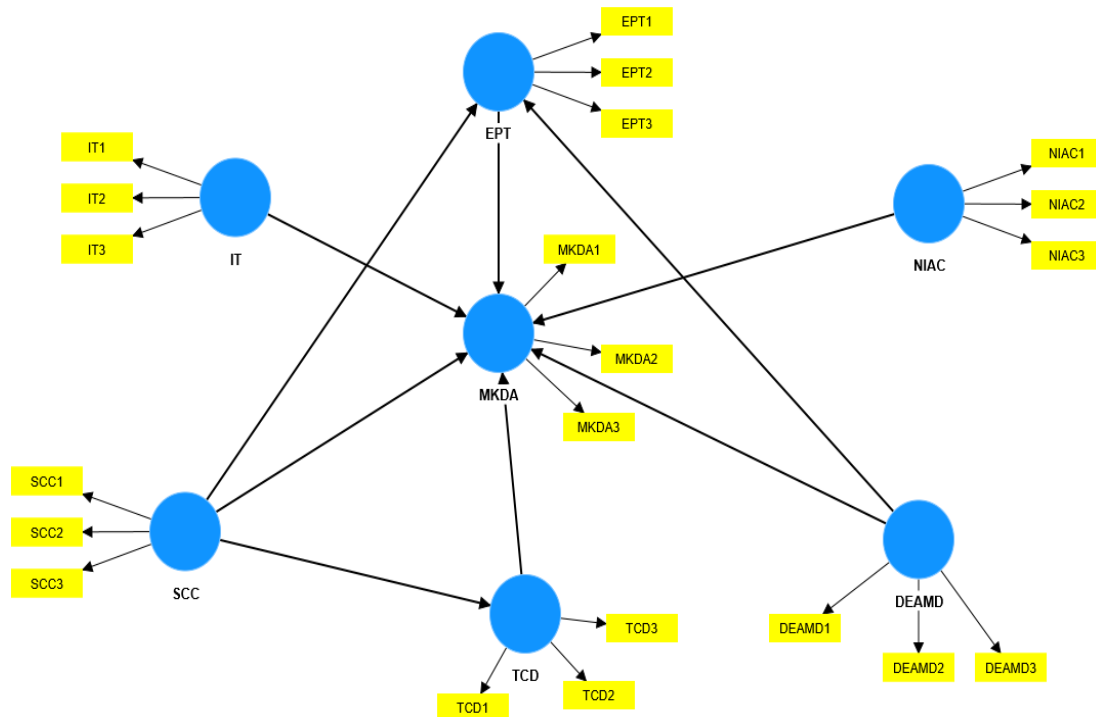 EPT1
EPT2
EPT3
EPT
IT1
IT2
IT3
IT
NIAC1
NIAC2
NIAC3
NIAC
MKDA1
MKDA2
MKDA3
MKDA
SCC1
SCC2
SCC3
SCC
TCD3
TCD2
TCD1
TCD
DEAMD
DEAMD1
DEAMD2
DEAMD3